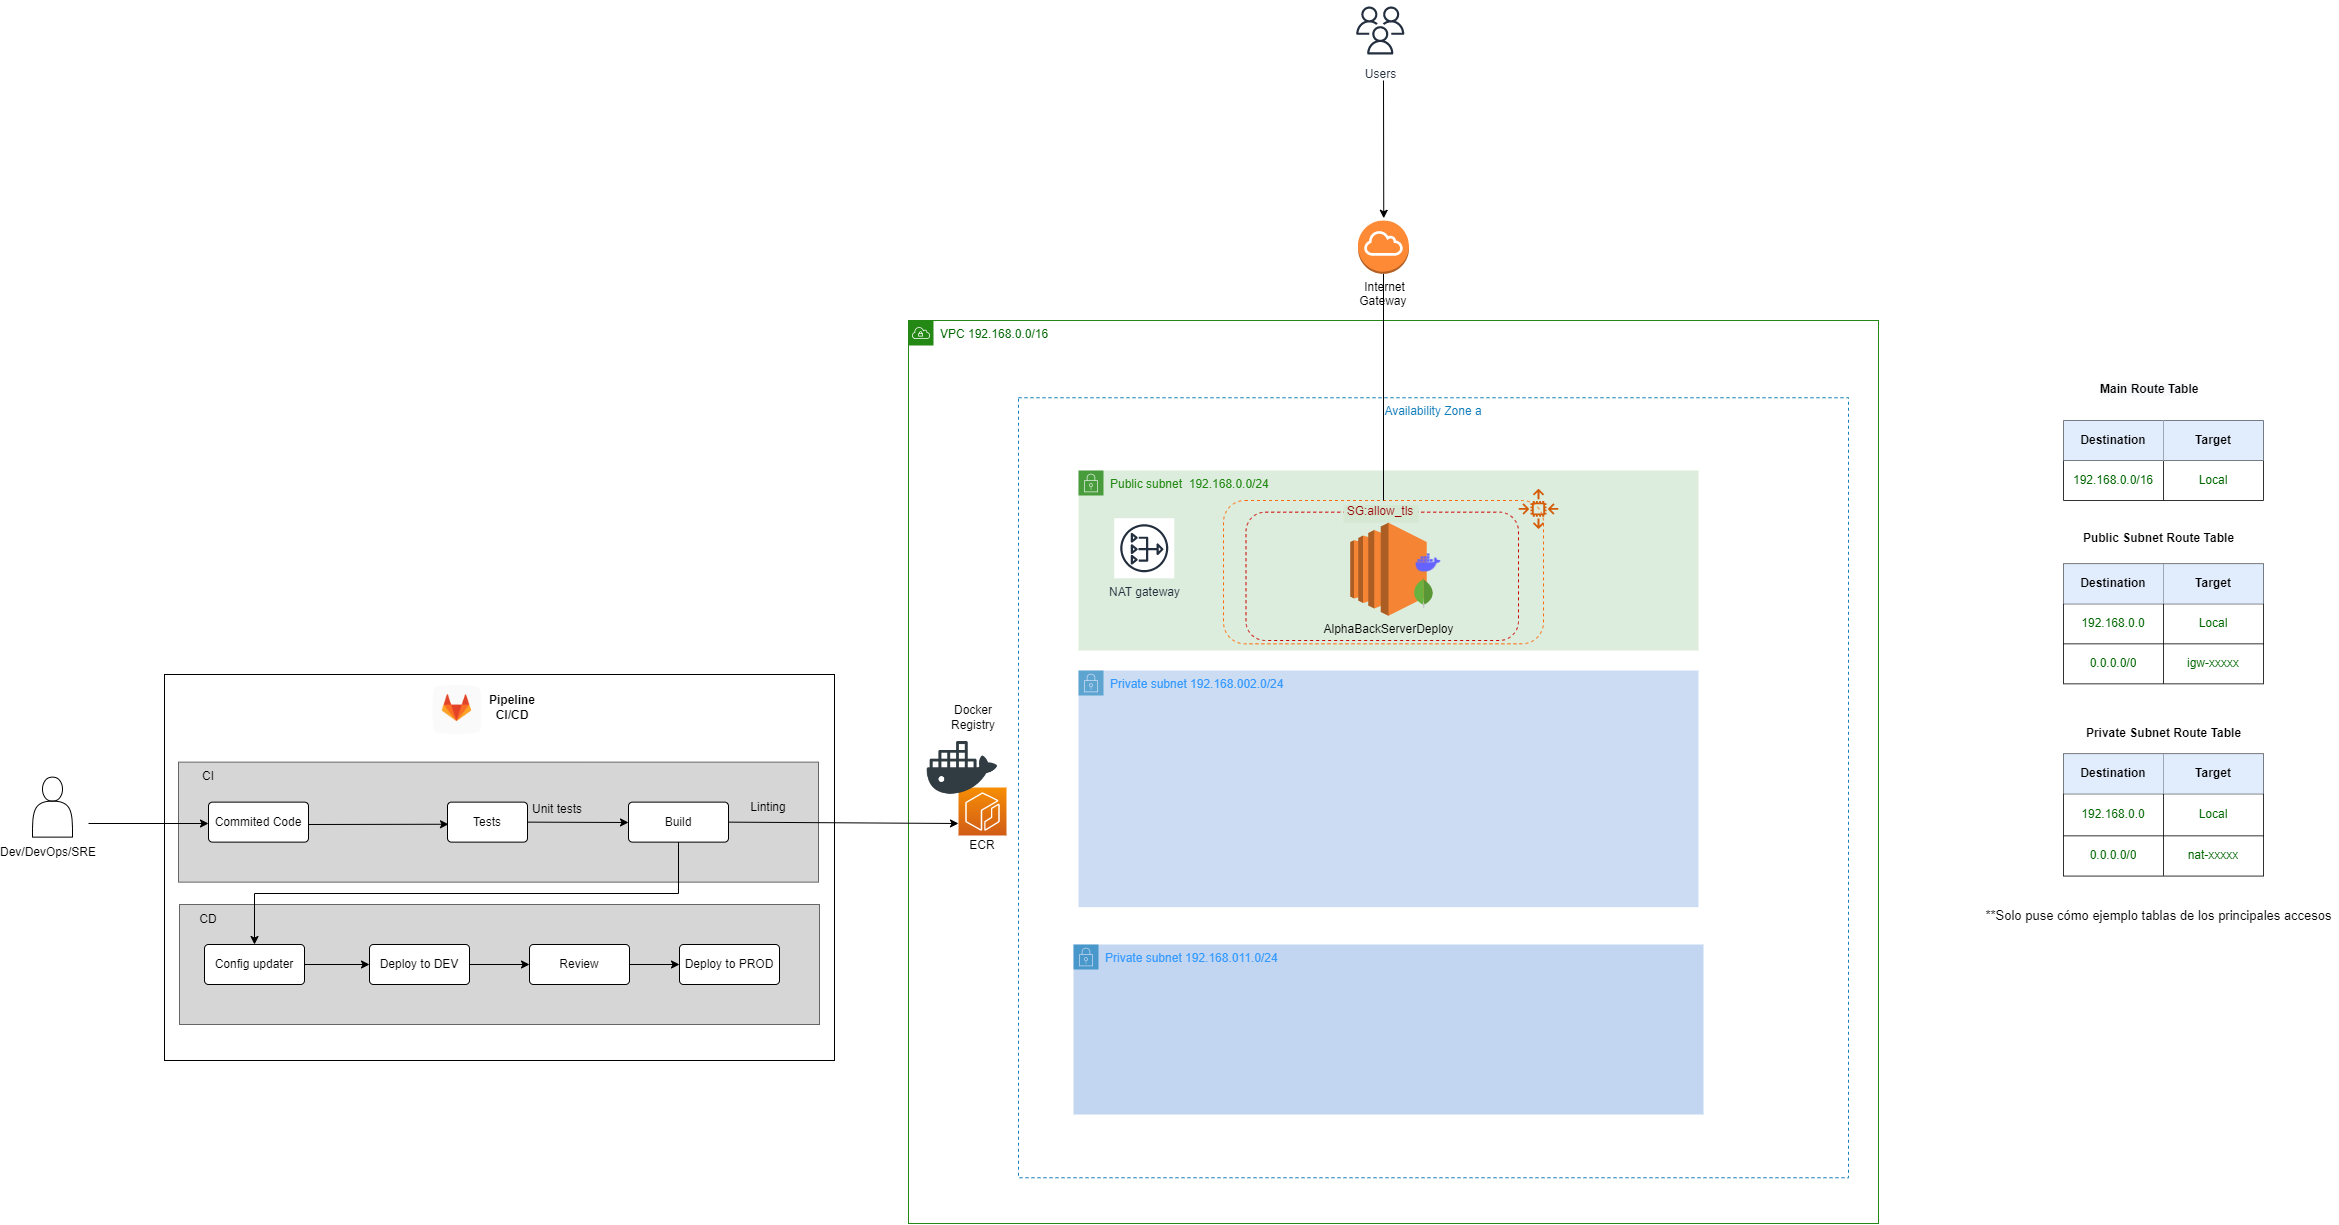 Users
Internet
Gateway
VPC 192.168.0.0/16
Availability Zone a
Public subnet  192.168.0.0/24
SG:allow_tls
NAT gateway
AlphaBackServerDeploy
Private subnet 192.168.002.0/24
Private subnet 192.168.011.0/24
Docker
Registry
ECR
Pipeline
CI/CD
CI
Commited Code
Tests
Unit tests
Build
Linting
Dev/DevOps/SRE
CD
Config updater
Deploy to DEV
Review
Deploy to PROD
Main Route Table
Destination Target
192.168.0.0/16 Local
Public Subnet Route Table
Destination Target
192.168.0.0 Local
0.0.0.0/0 igw-xxxxx
Private Subnet Route Table
Destination Target
192.168.0.0 Local
0.0.0.0/0 nat-xxxxx
**Solo puse cómo ejemplo tablas de los principales accesos